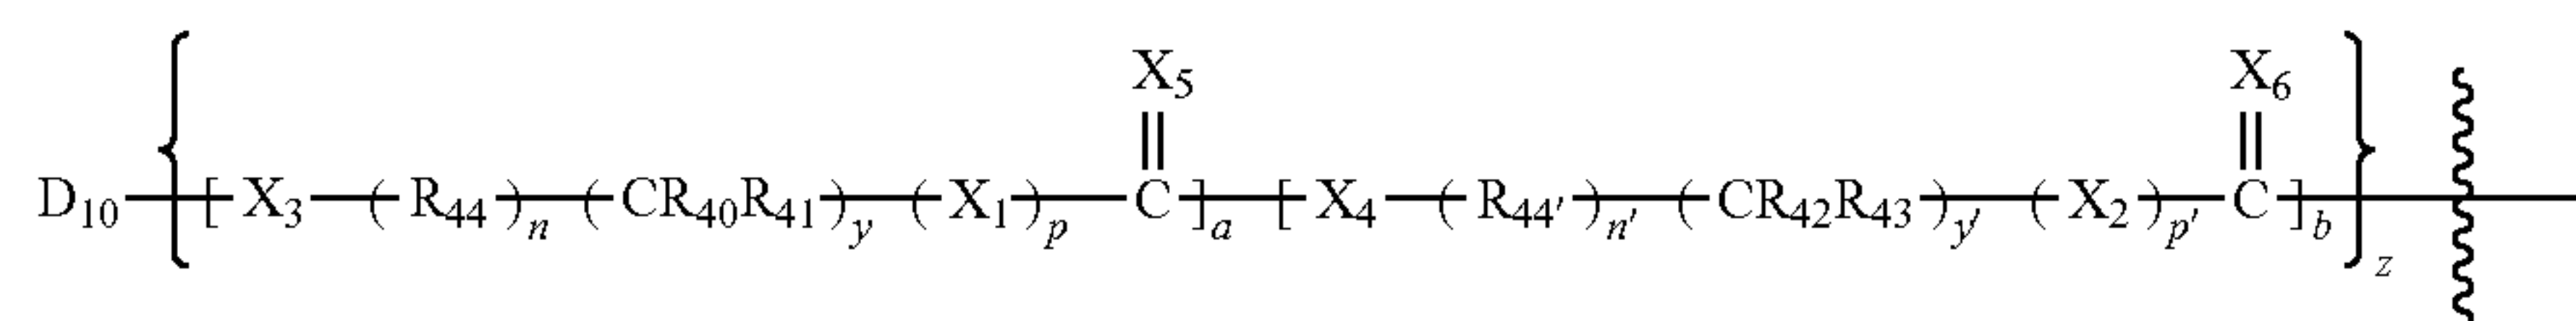 X5 X6
D10 { [ X3 ( R44 )n ( CR40R41 )y ( X1 )p C ]a [ X4 ( R44' )n' ( CR42R43 )y' ( X2 )p' C ]b }z